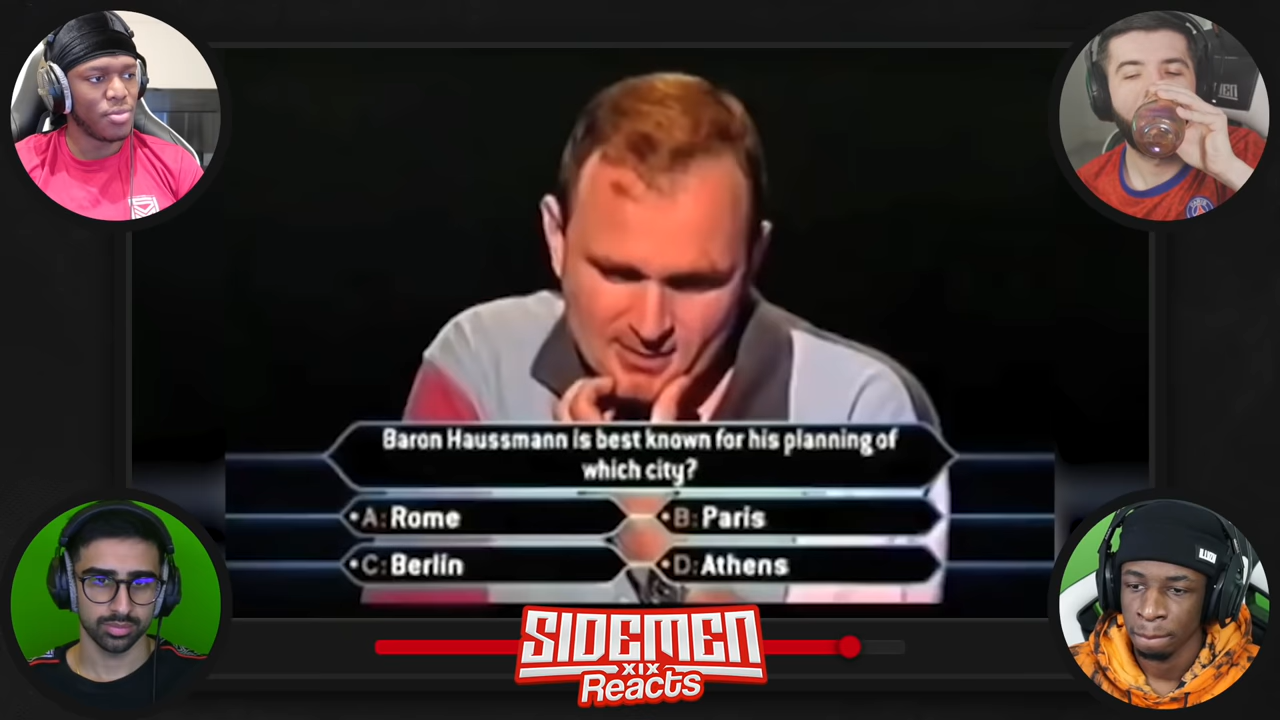 Baron Haussmann is best known for his planning of
which city?
A: Rome
B: Paris
C: Berlin
D: Athens
SIDEMEN
XIX
Reacts